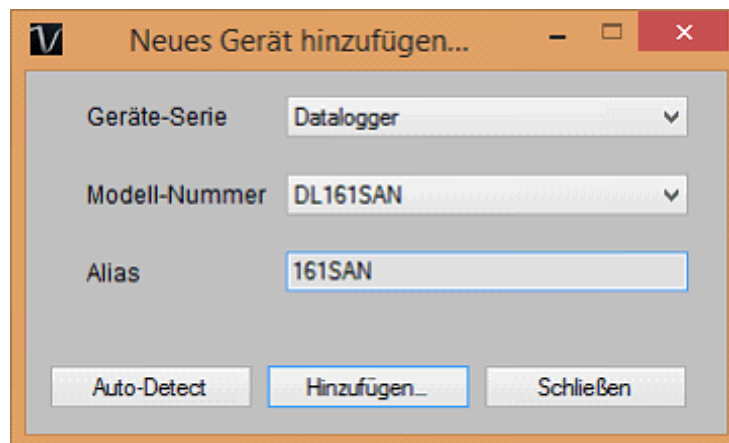 Neues Gerät hinzufügen...
Geräte-Serie Datalogger
Modell-Nummer DL161SAN
Alias 161SAN
Auto-Detect Hinzufügen... Schließen